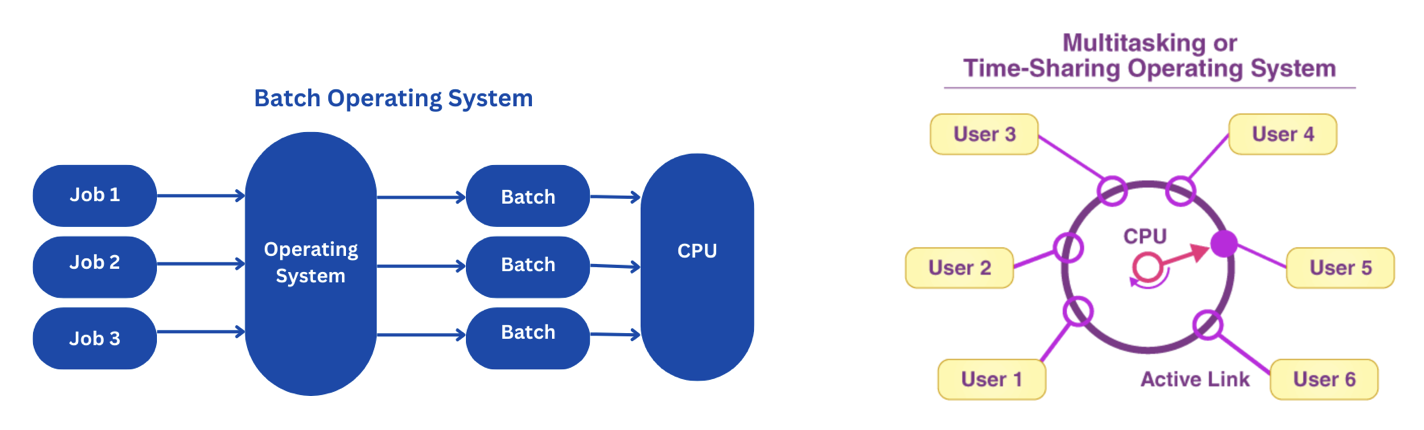 Batch Operating System
Job 1
Job 2
Job 3
Operating
System
Batch
Batch
Batch
CPU
Multitasking or
Time-Sharing Operating System
User 3
User 4
CPU
User 2
User 5
User 1
Active Link
User 6